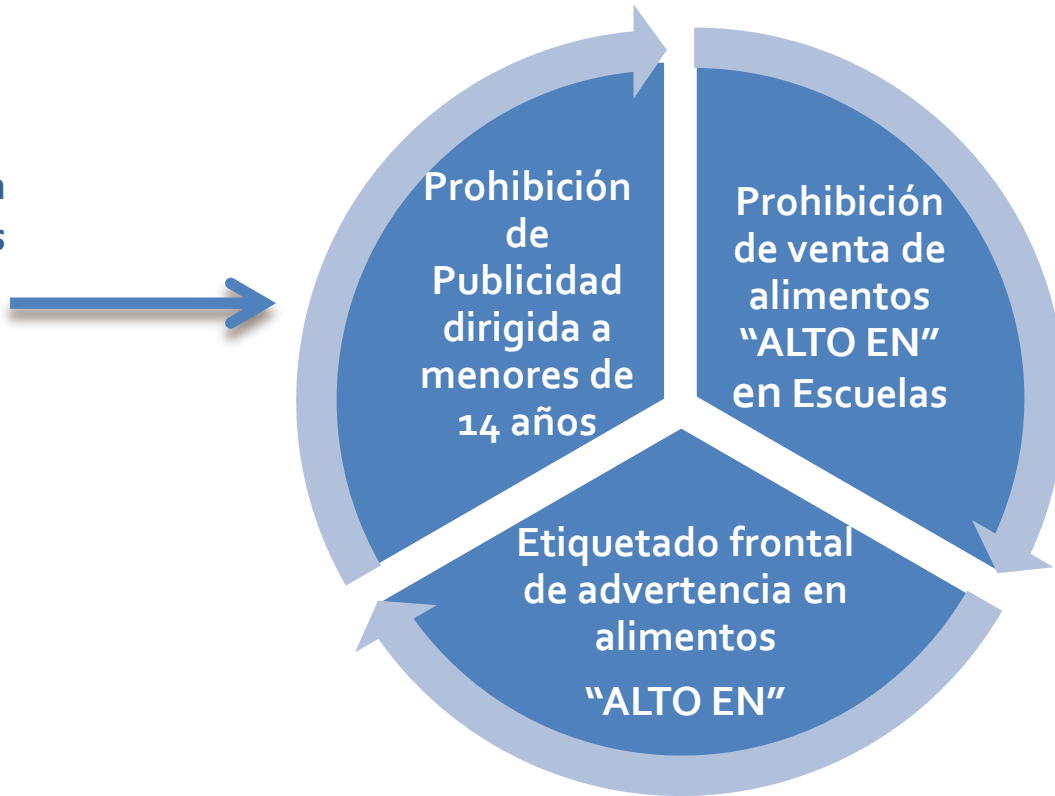 Prohibición
de
Publicidad
dirigida a
menores de
14 años
Prohibición
de venta de
alimentos
“ALTO EN”
en Escuelas
Etiquetado frontal
de advertencia en
alimentos
“ALTO EN”